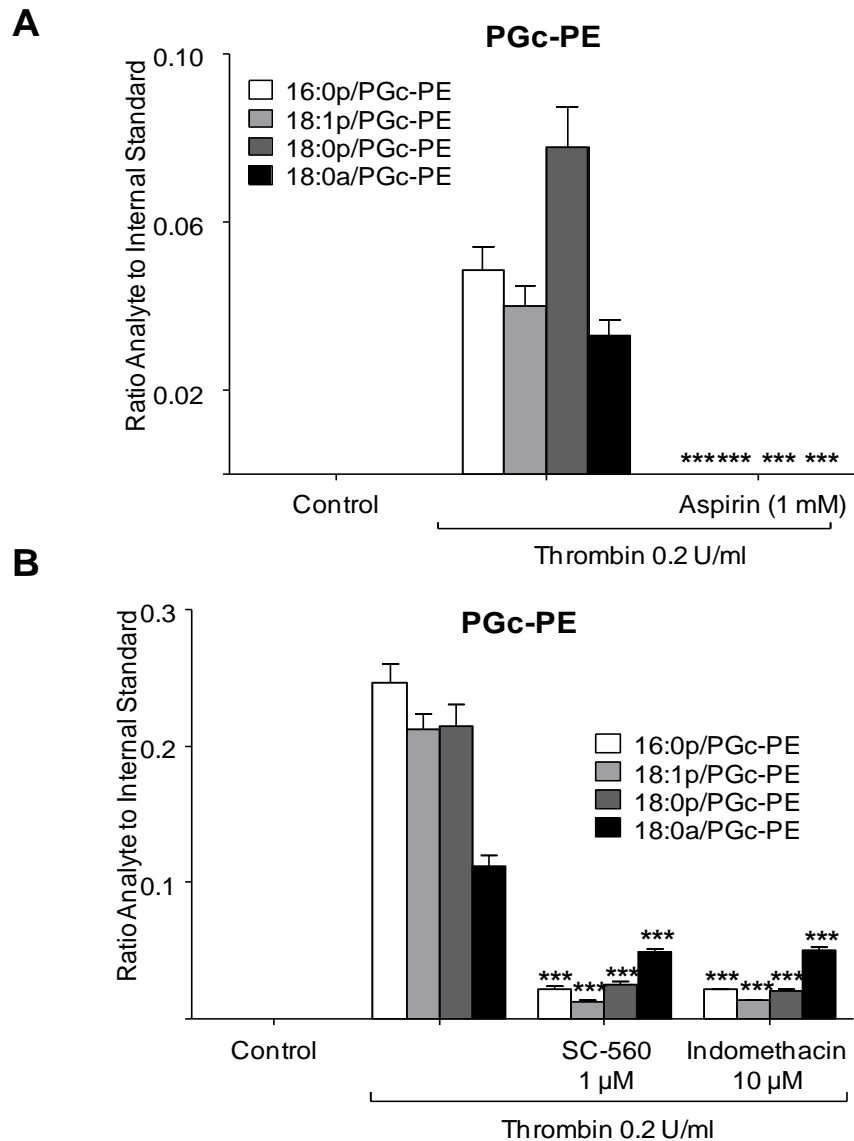 A
PGc-PE
Ratio Analyte to Internal Standard
0.10
0.06
0.02
16:0p/PGc-PE
18:1p/PGc-PE
18:0p/PGc-PE
18:0a/PGc-PE
*** *** *** ***
Control
Aspirin (1 mM)
Thrombin 0.2 U/ml
B
PGc-PE
Ratio Analyte to Internal Standard
0.3
0.2
0.1
16:0p/PGc-PE
18:1p/PGc-PE
18:0p/PGc-PE
18:0a/PGc-PE
*** *** *** *** *** *** *** ***
Control
SC-560
1 µM
Indomethacin
10 µM
Thrombin 0.2 U/ml